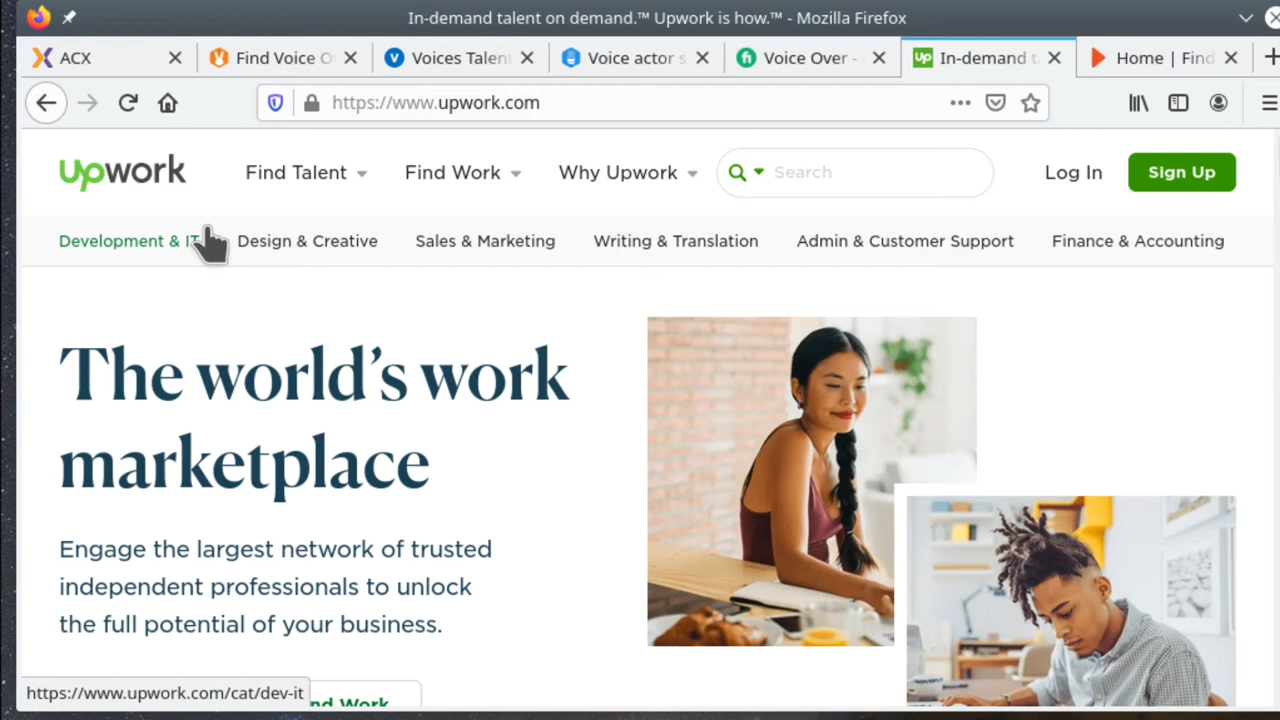 In-demand talent on demand.™ Upwork is how.™ - Mozilla Firefox
ACX
Find Voice O
Voices Talen
Voice actor s
Voice Over -
In-demand t
Home | Find
https://www.upwork.com
upwork
Find Talent
Find Work
Why Upwork
Search
Log In
Sign Up
Development & IT
Design & Creative
Sales & Marketing
Writing & Translation
Admin & Customer Support
Finance & Accounting
The world's work
marketplace
Engage the largest network of trusted
independent professionals to unlock
the full potential of your business.
nd Work
https://www.upwork.com/cat/dev-it